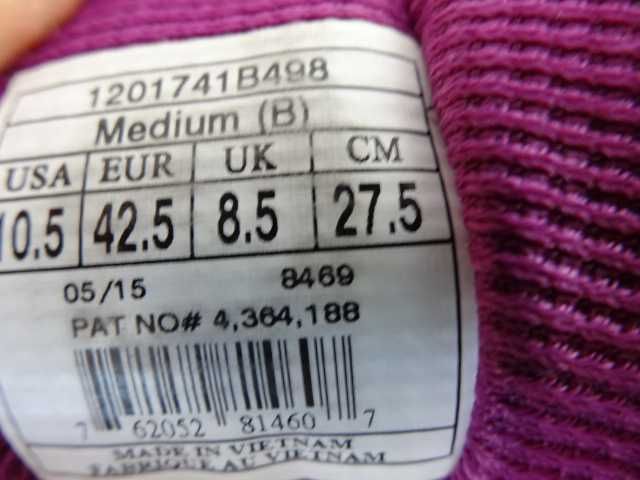 1201741B498
Medium (B)
USA EUR UK CM
10.5 42.5 8.5 27.5
05/15 8469
PAT NO# 4,364,188
7 62052 81460 7
MADE IN VIETNAM
FABRIQUE AU VIETNAM